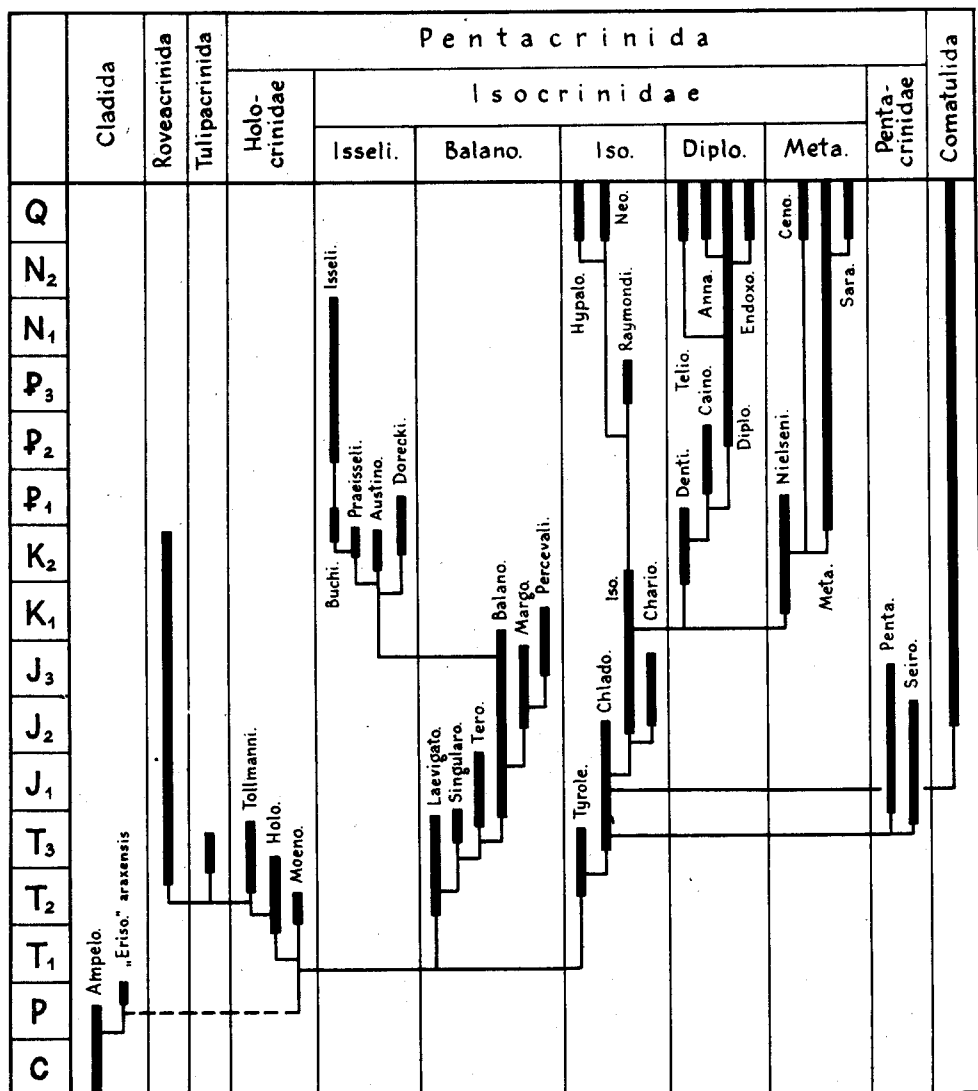 Cladida
Roveacrinida
Tulipacrinida
Pentacrinida
Comatulida
Holo-
crinidae
Isocrinidae
Penta-
crinidae
Isseli.
Balano.
Iso.
Diplo.
Meta.
Q
N₂
N₁
P₃
P₂
P₁
K₂
K₁
J₃
J₂
J₁
T₃
T₂
T₁
P
C
Ampelo.
„Eriso.” araxensis
Tollmanni.
Holo.
Moeno.
Isseli.
Buchi.
Praeisseli.
Austino.
Dorecki.
Laevigato.
Singularo.
Tero.
Balano.
Margo.
Percevali.
Tyrole.
Chlado.
Iso.
Chario.
Hypalo.
Neo.
Raymondi.
Denti.
Telio.
Caino.
Anna.
Diplo.
Endoxo.
Nielseni.
Ceno.
Meta.
Sara.
Penta.
Seiro.